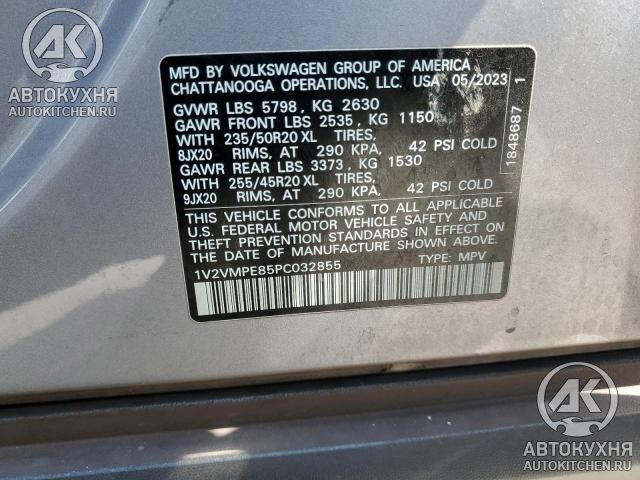 АВТОКУХНЯ
AUTOKITCHEN.RU
MFD BY VOLKSWAGEN GROUP OF AMERICA
CHATTANOOGA OPERATIONS, LLC. USA 05/2023
GVWR LBS 5798, KG 2630
GAWR FRONT LBS 2535, KG 1150
WITH 235/50R20 XL TIRES,
8JX20 RIMS, AT 290 KPA, 42 PSI COLD
GAWR REAR LBS 3373, KG 1530
WITH 255/45R20 XL TIRES,
9JX20 RIMS, AT 290 KPA, 42 PSI COLD
THIS VEHICLE CONFORMS TO ALL APPLICABLE
U.S. FEDERAL MOTOR VEHICLE SAFETY AND
THEFT PREVENTION STANDARDS IN EFFECT ON
THE DATE OF MANUFACTURE SHOWN ABOVE.
1V2VMPE85PC032855 TYPE: MPV
1848687 1
АК
АВТОКУХНЯ
AUTOKITCHEN.RU